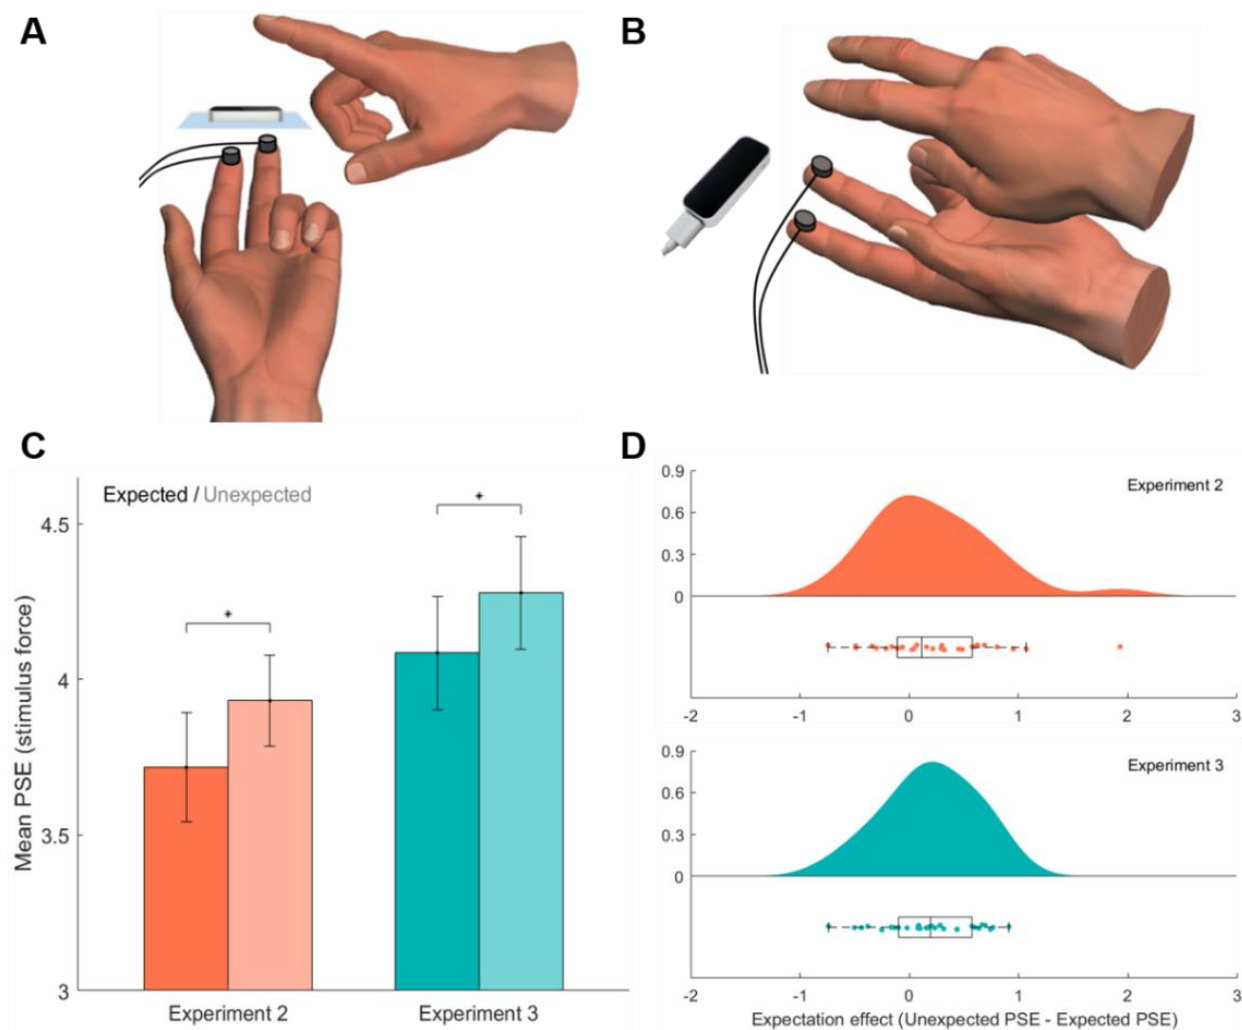 A
B
C
Expected / Unexpected
*
*
4.5
4
3.5
3
Mean PSE (stimulus force)
Experiment 2
Experiment 3
D
Experiment 2
0.9
0.6
0.3
0
-2
-1
0
1
2
3
Experiment 3
0.9
0.6
0.3
0
-2
-1
0
1
2
3
Expectation effect (Unexpected PSE - Expected PSE)